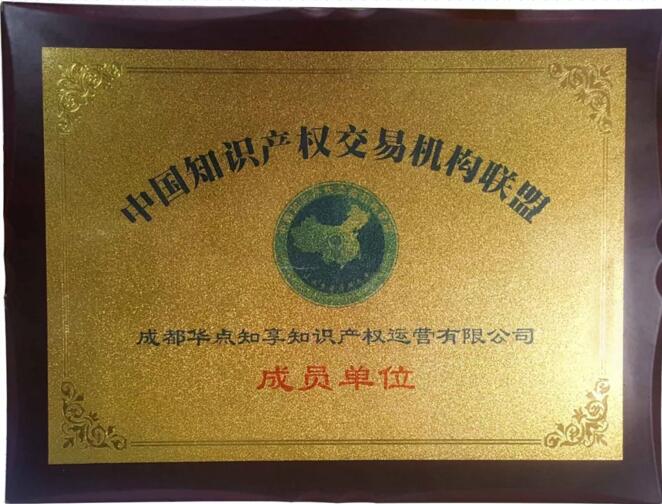 中国知识产权交易机构联盟
成都华点知享知识产权运营有限公司
成员单位